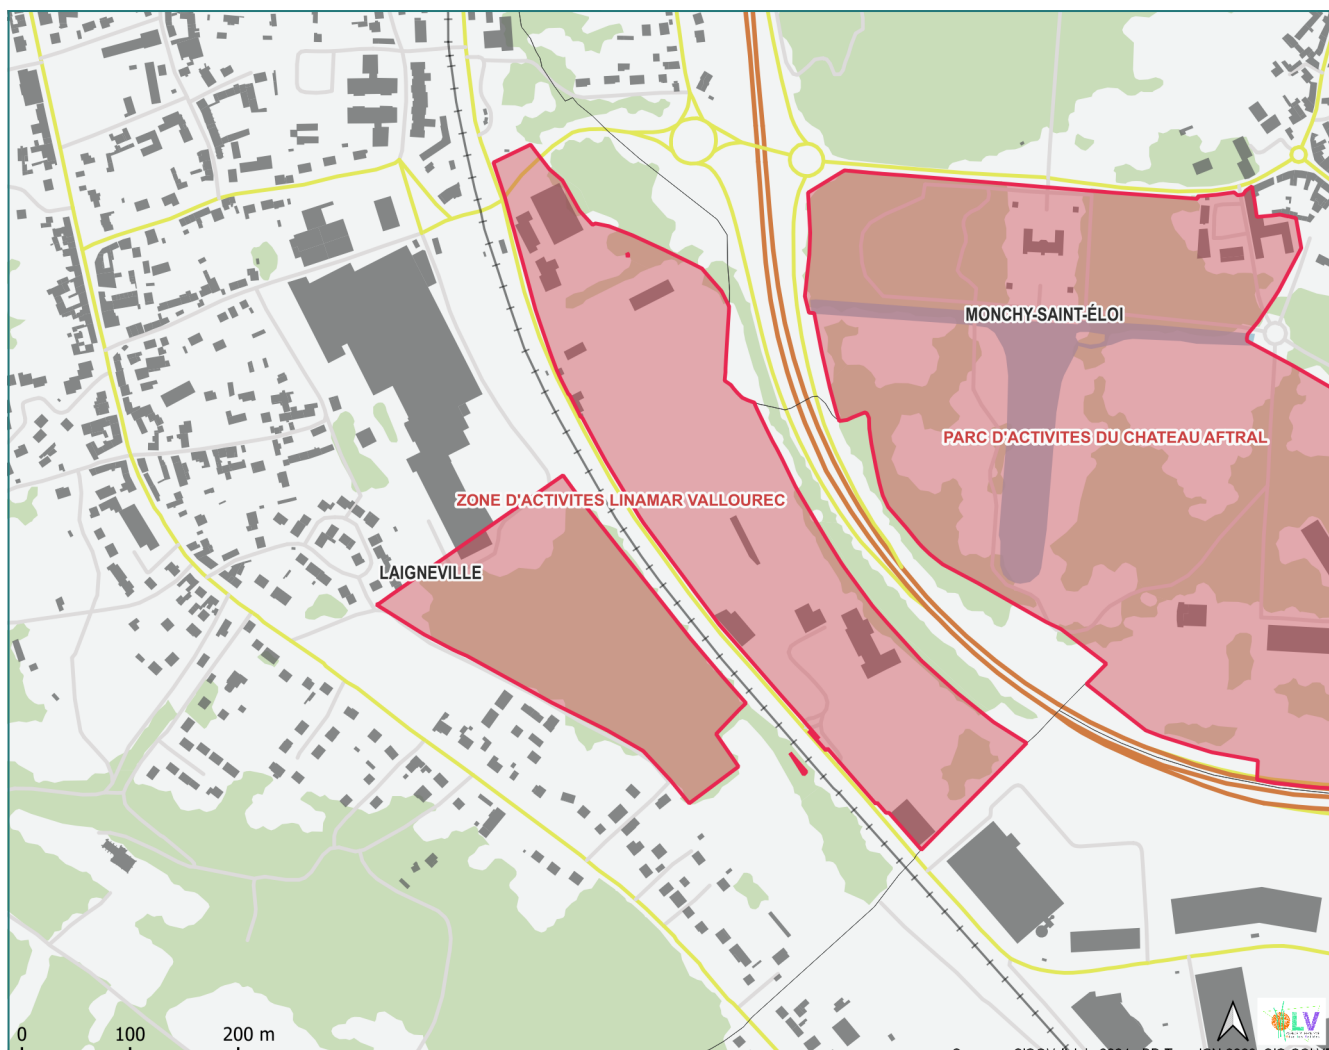 MONCHY-SAINT-ÉLOI
PARC D'ACTIVITES DU CHATEAU AFTRAL
ZONE D'ACTIVITES LINAMAR VALLOUREC
LAIGNEVILLE
0 100 200 m
LV